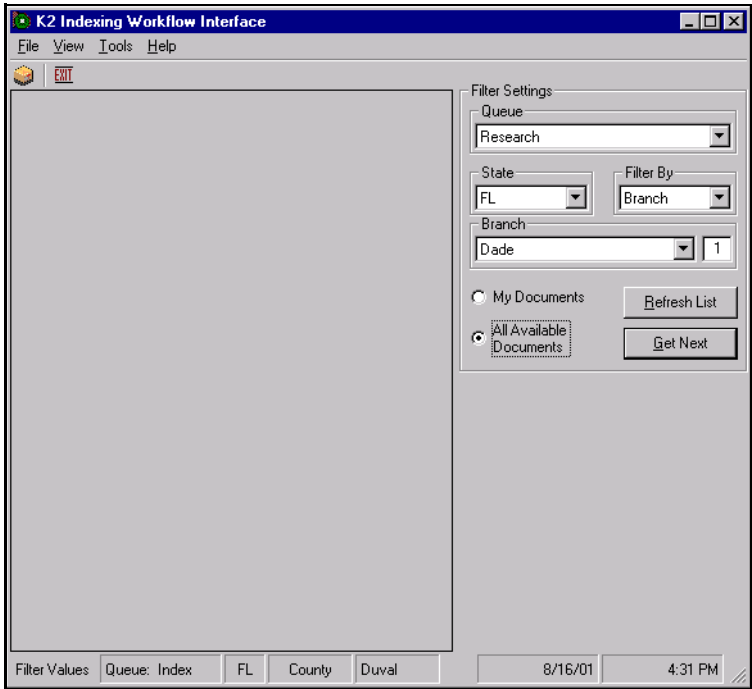 K2 Indexing Workflow Interface
File View Tools Help
EXIT
Filter Settings
Queue
Research
State
Filter By
FL
Branch
Branch
Dade
1
My Documents
Refresh List
All Available
Documents
Get Next
Filter Values
Queue: Index
FL
County
Duval
8/16/01
4:31 PM